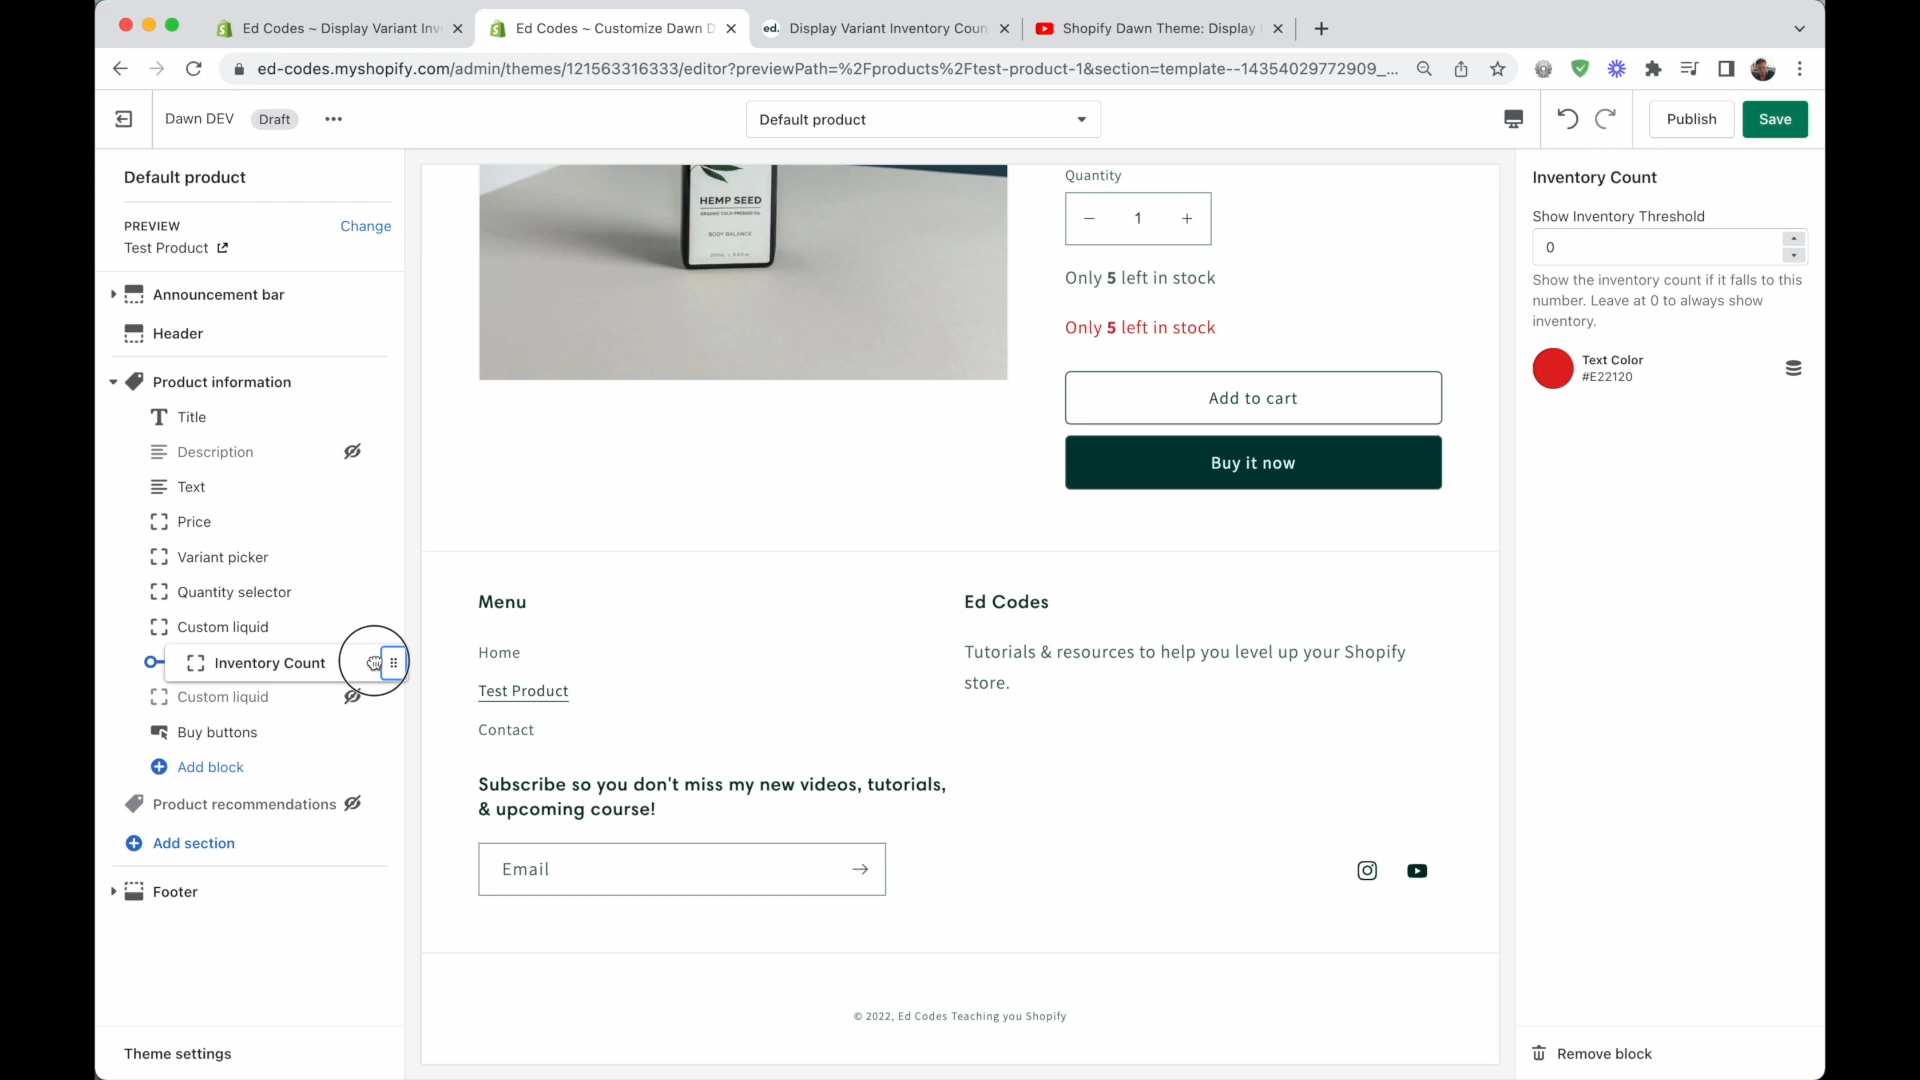 Ed Codes ~ Display Variant Inv
Ed Codes ~ Customize Dawn D
ed.
Display Variant Inventory Coun
Shopify Dawn Theme: Display
ed-codes.myshopify.com/admin/themes/121563316333/editor?previewPath=%2Fproducts%2Ftest-product-1&section=template--14354029772909_...
Dawn DEV
Draft
Default product
Publish
Save
Default product
PREVIEW
Change
Test Product
Announcement bar
Header
Product information
Title
Description
Text
Price
Variant picker
Quantity selector
Custom liquid
Inventory Count
Custom liquid
Buy buttons
Add block
Product recommendations
Add section
Footer
Theme settings
HEMP SEED
ORGANIC COLD-PRESSED OIL
BODY BALANCE
Quantity
− 1 +
Only 5 left in stock
Only 5 left in stock
Add to cart
Buy it now
Menu
Home
Test Product
Contact
Ed Codes
Tutorials & resources to help you level up your Shopify
store.
Subscribe so you don't miss my new videos, tutorials,
& upcoming course!
Email
© 2022, Ed Codes Teaching you Shopify
Inventory Count
Show Inventory Threshold
0
Show the inventory count if it falls to this
number. Leave at 0 to always show
inventory.
Text Color
#E22120
Remove block